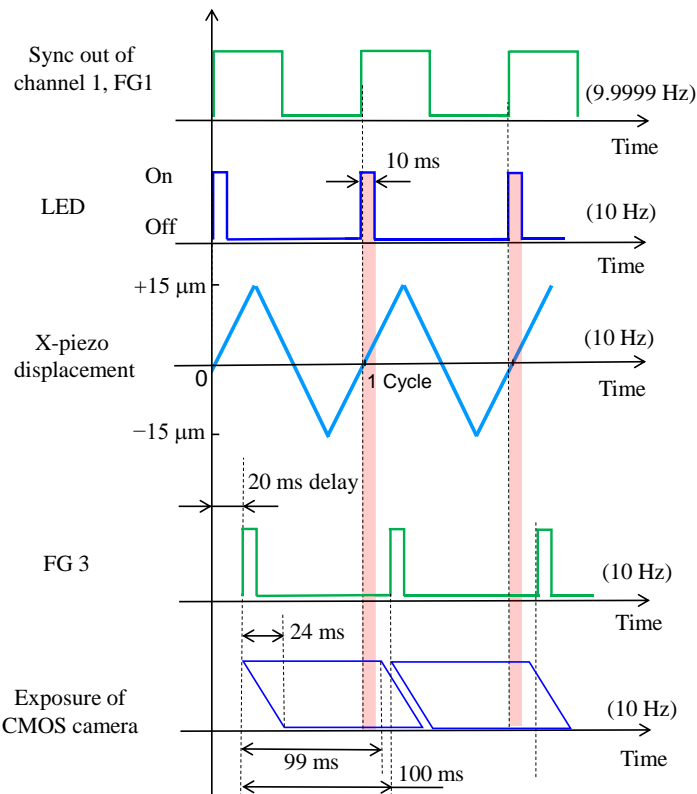 Sync out of
channel 1, FG1
(9.9999 Hz)
Time
10 ms
On
LED
Off
(10 Hz)
Time
+15 μm
X-piezo
displacement
(10 Hz)
0
1 Cycle
Time
−15 μm
20 ms delay
FG 3
(10 Hz)
Time
24 ms
Exposure of
CMOS camera
(10 Hz)
Time
99 ms
100 ms